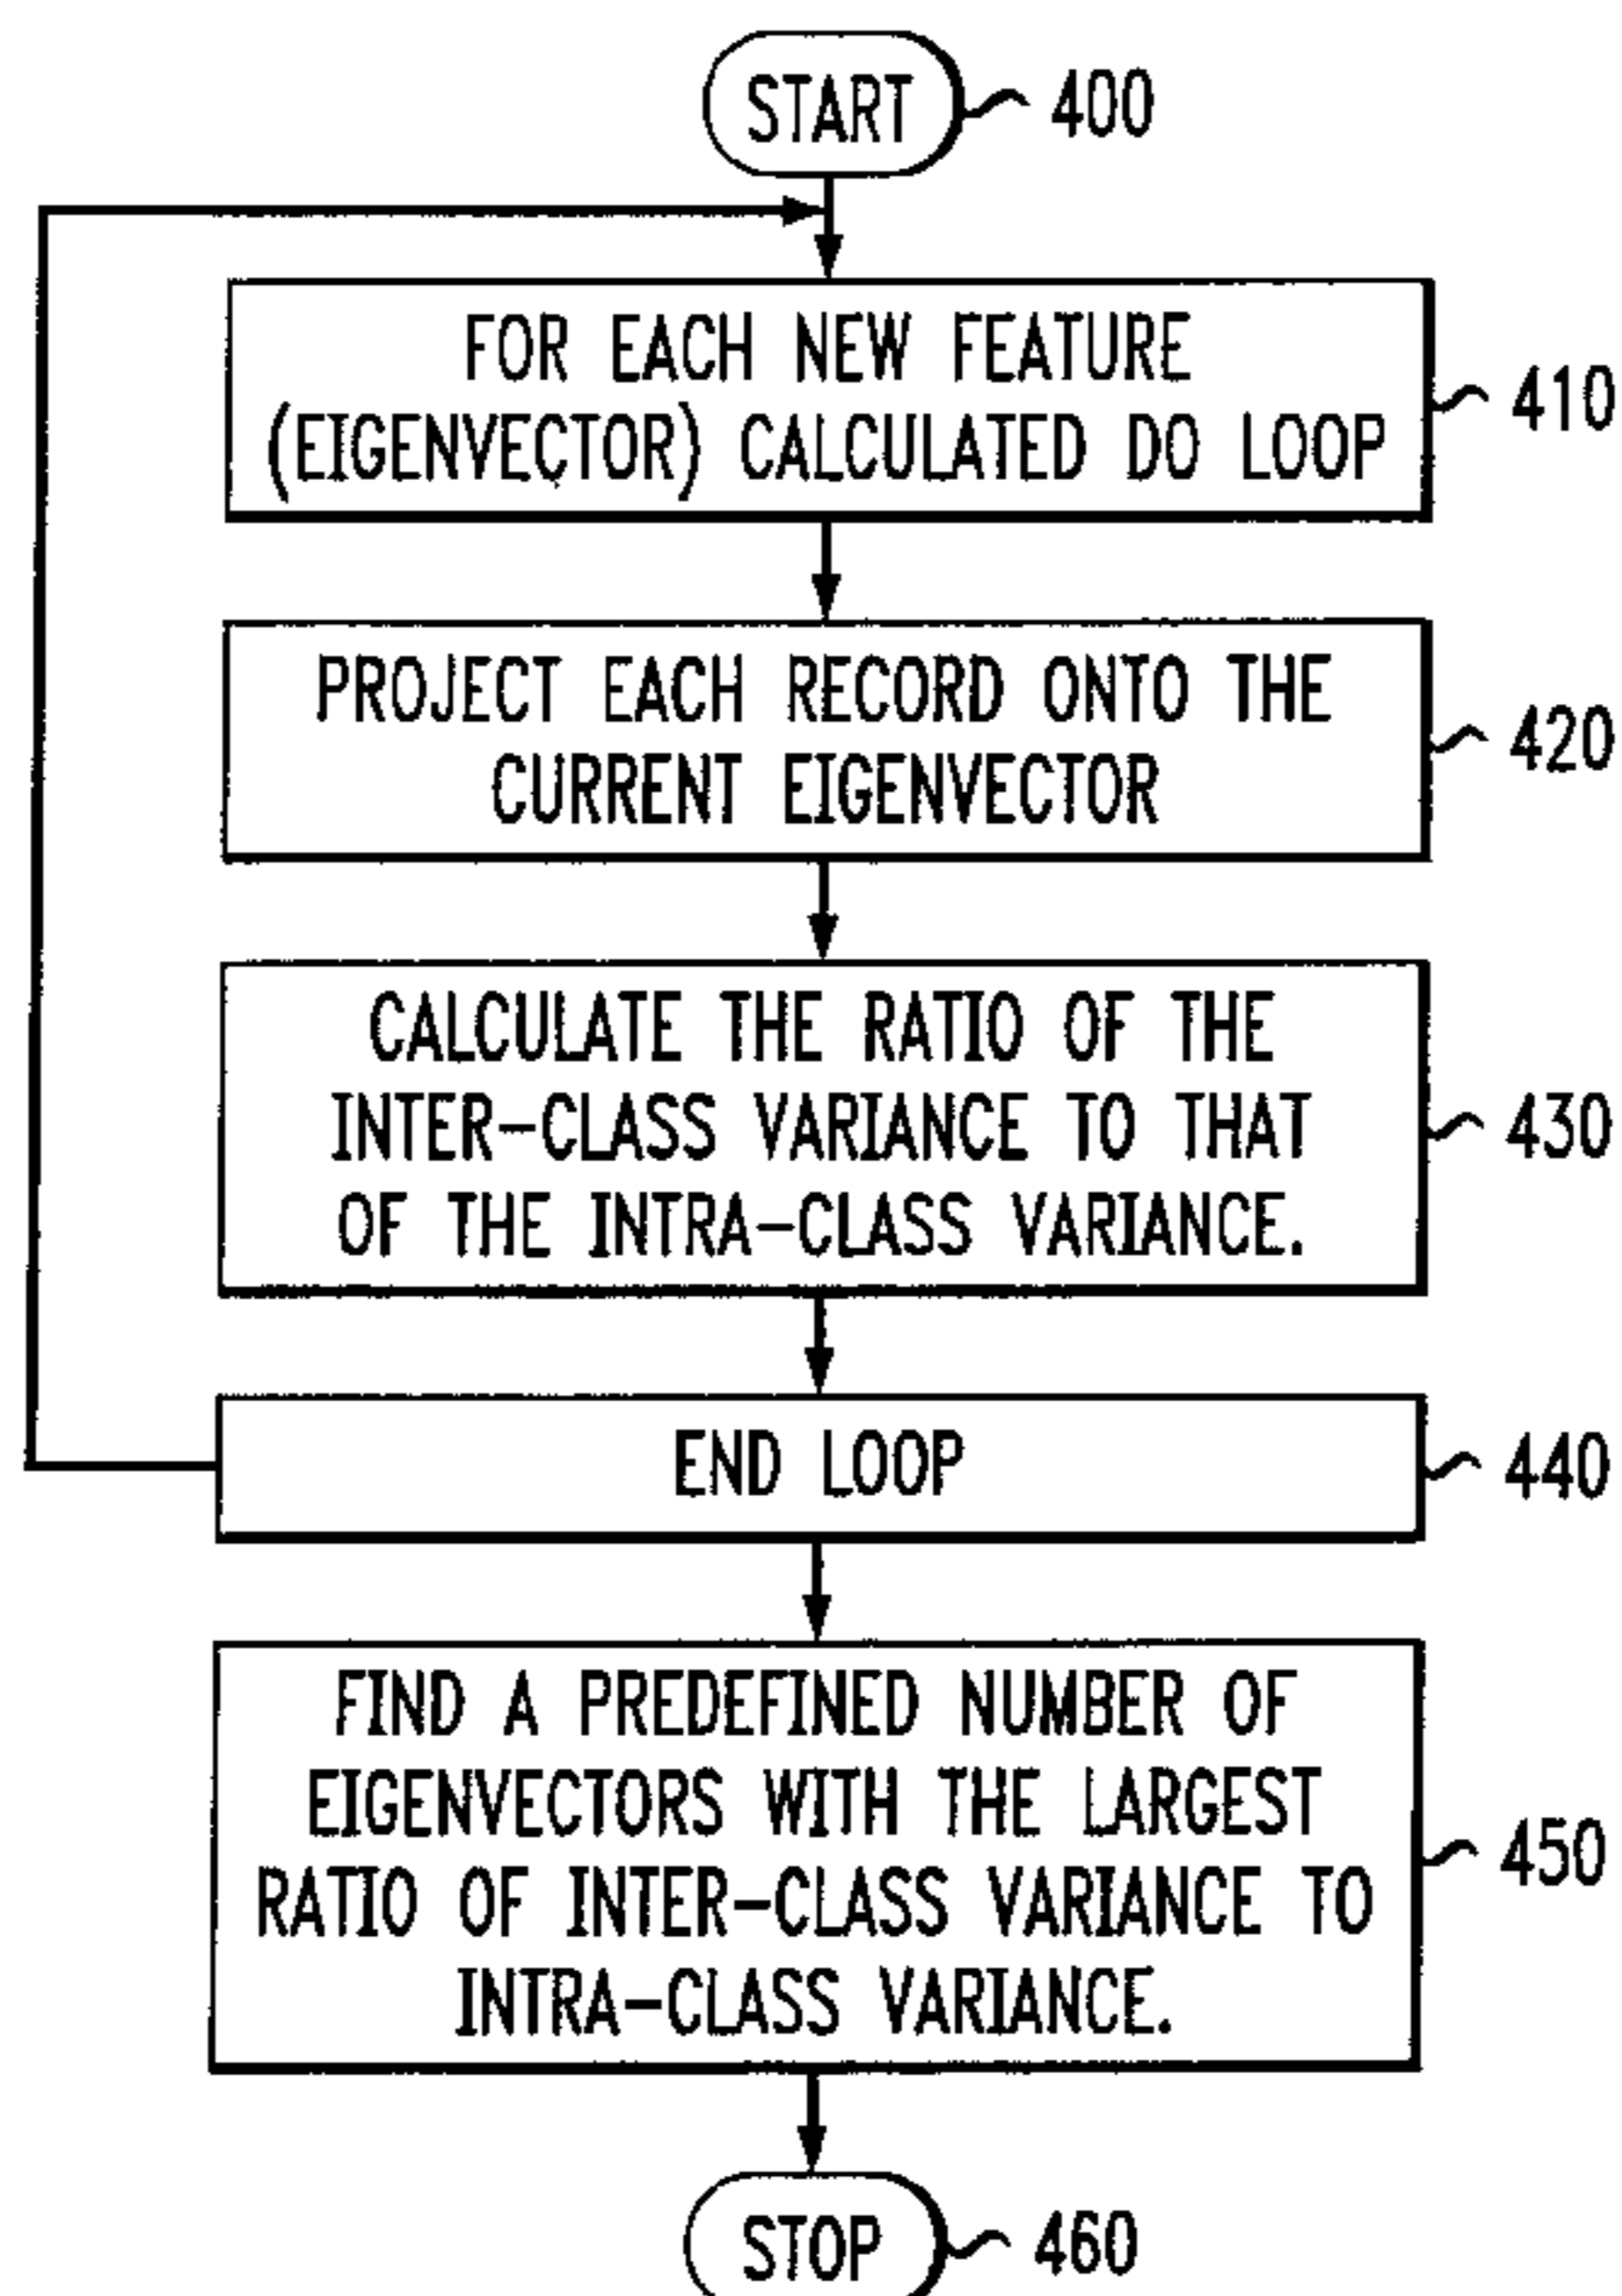 START
400
FOR EACH NEW FEATURE
(EIGENVECTOR) CALCULATED DO LOOP
410
PROJECT EACH RECORD ONTO THE
CURRENT EIGENVECTOR
420
CALCULATE THE RATIO OF THE
INTER-CLASS VARIANCE TO THAT
OF THE INTRA-CLASS VARIANCE.
430
END LOOP
440
FIND A PREDEFINED NUMBER OF
EIGENVECTORS WITH THE LARGEST
RATIO OF INTER-CLASS VARIANCE TO
INTRA-CLASS VARIANCE.
450
STOP
460